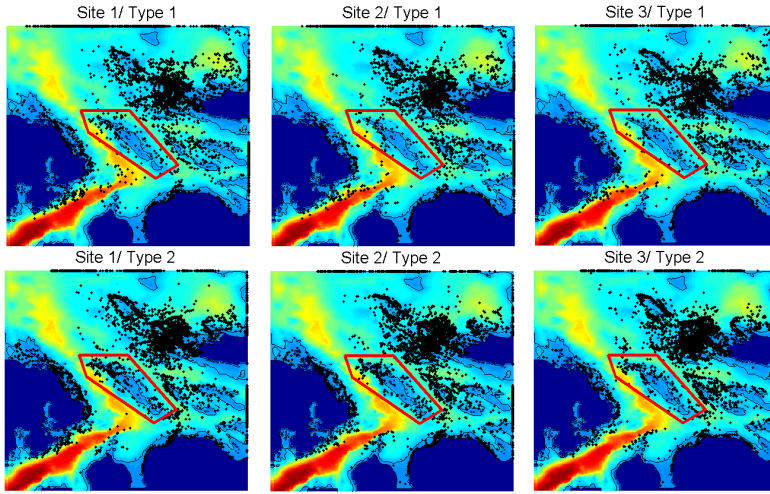 Site 1/ Type 1
Site 2/ Type 1
Site 3/ Type 1
Site 1/ Type 2
Site 2/ Type 2
Site 3/ Type 2